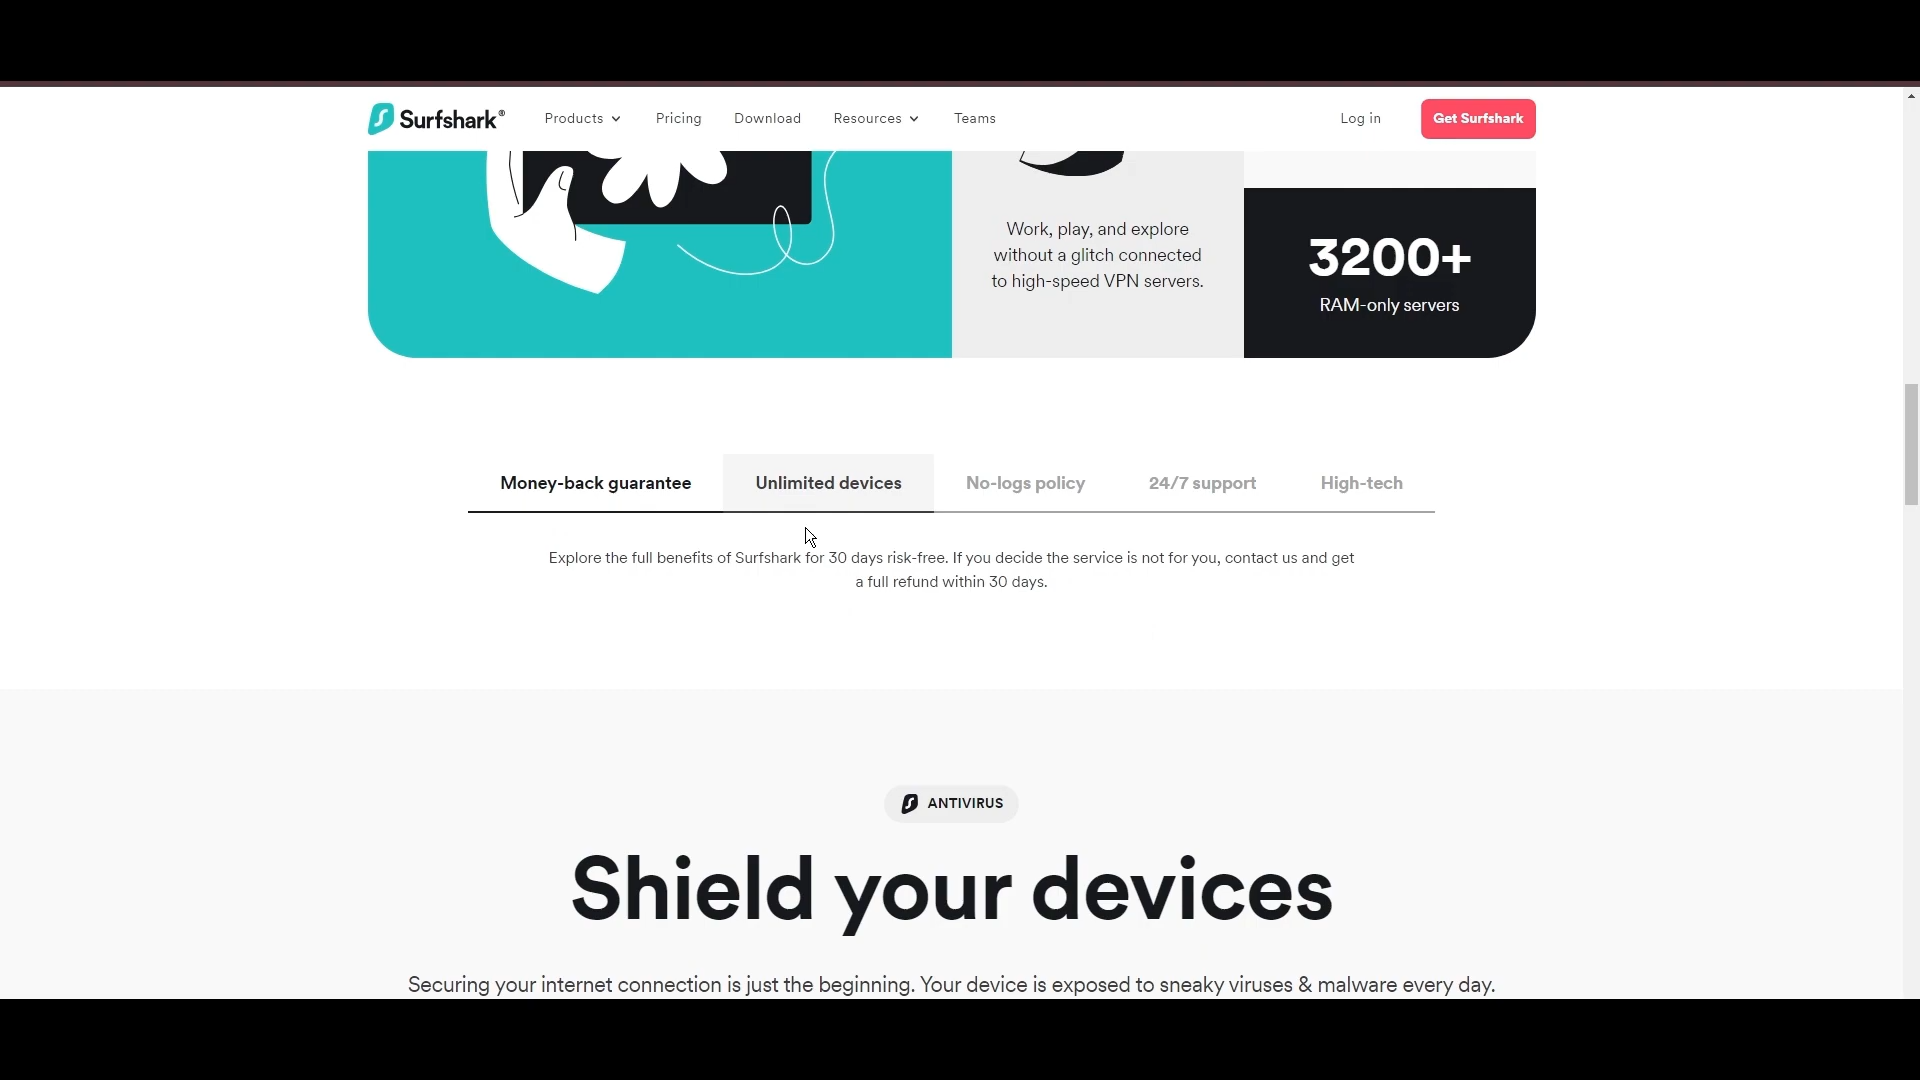 Surfshark®
Products
Pricing
Download
Resources
Teams
Log in
Get Surfshark
Work, play, and explore
without a glitch connected
to high-speed VPN servers.
3200+
RAM-only servers
Money-back guarantee
Unlimited devices
No-logs policy
24/7 support
High-tech
Explore the full benefits of Surfshark for 30 days risk-free. If you decide the service is not for you, contact us and get
a full refund within 30 days.
ANTIVIRUS
Shield your devices
Securing your internet connection is just the beginning. Your device is exposed to sneaky viruses & malware every day.